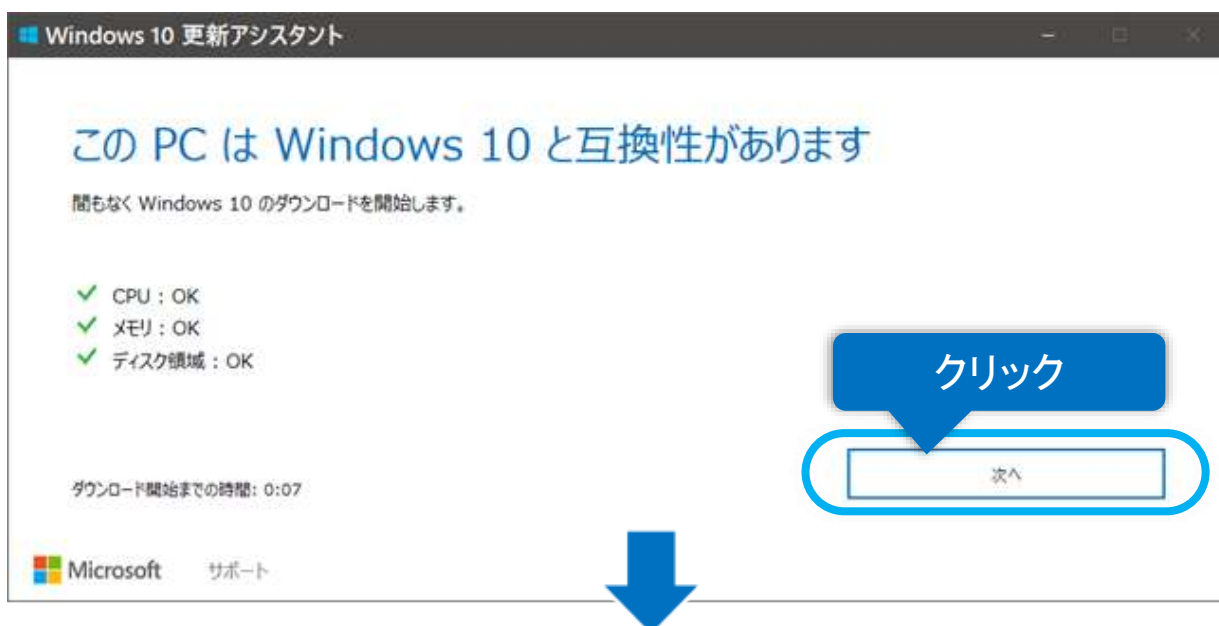 Windows 10 更新アシスタント
この PC は Windows 10 と互換性があります
間もなく Windows 10 のダウンロードを開始します。
CPU : OK
メモリ : OK
ディスク領域 : OK
クリック
次へ
ダウンロード開始までの時間: 0:07
Microsoft サポート